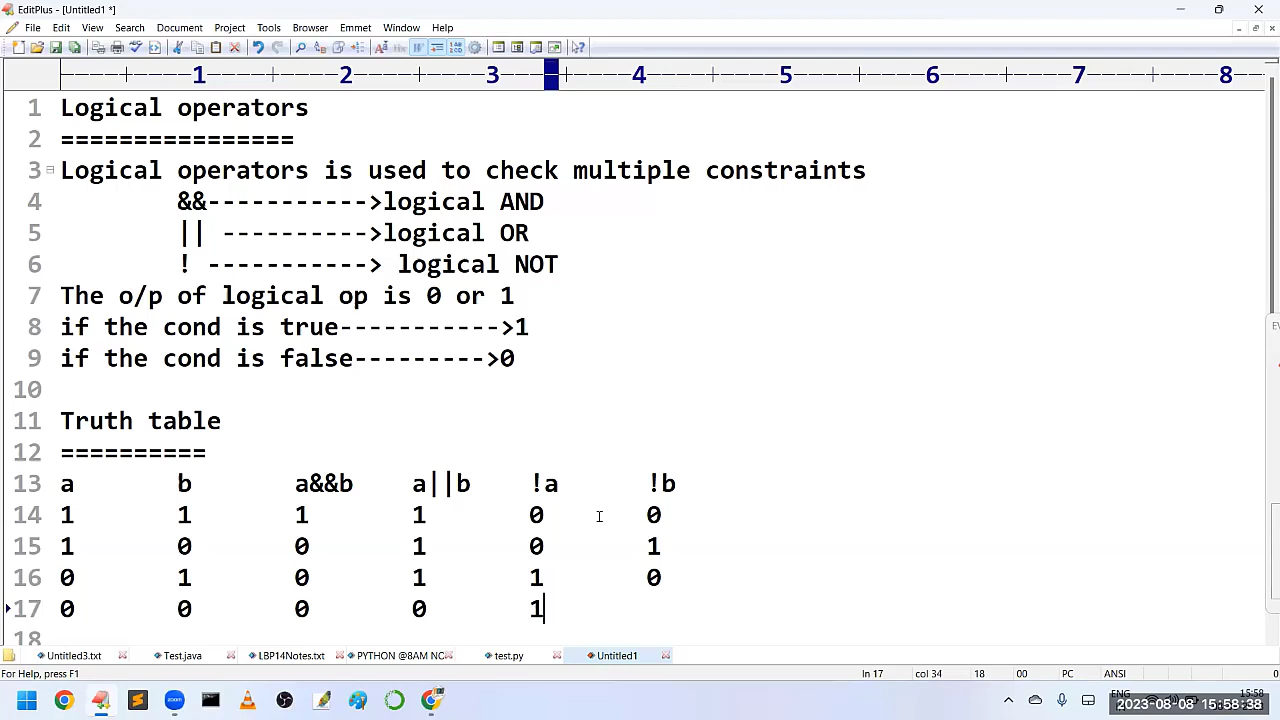 EditPlus - [Untitled1 *]
File Edit View Search Document Project Tools Browser Emmet Window Help
1 2 3 4 5 6 7 8
1 Logical operators
2 ================
3 Logical operators is used to check multiple constraints
4 &&----------->logical AND
5 || ---------->logical OR
6 ! -----------> logical NOT
7 The o/p of logical op is 0 or 1
8 if the cond is true----------->1
9 if the cond is false--------->0
10
11 Truth table
12 ==========
13 a b a&&b a||b !a !b
14 1 1 1 1 0 0
15 1 0 0 1 0 1
16 0 1 0 1 1 0
17 0 0 0 0 1
18
Untitled3.txt Test.java LBP14Notes.txt PYTHON @8AM NO test.py Untitled1
For Help, press F1 ln 17 col 34 18 00 PC ANSI
ENG 15:58
2023-08-08 15:58:38